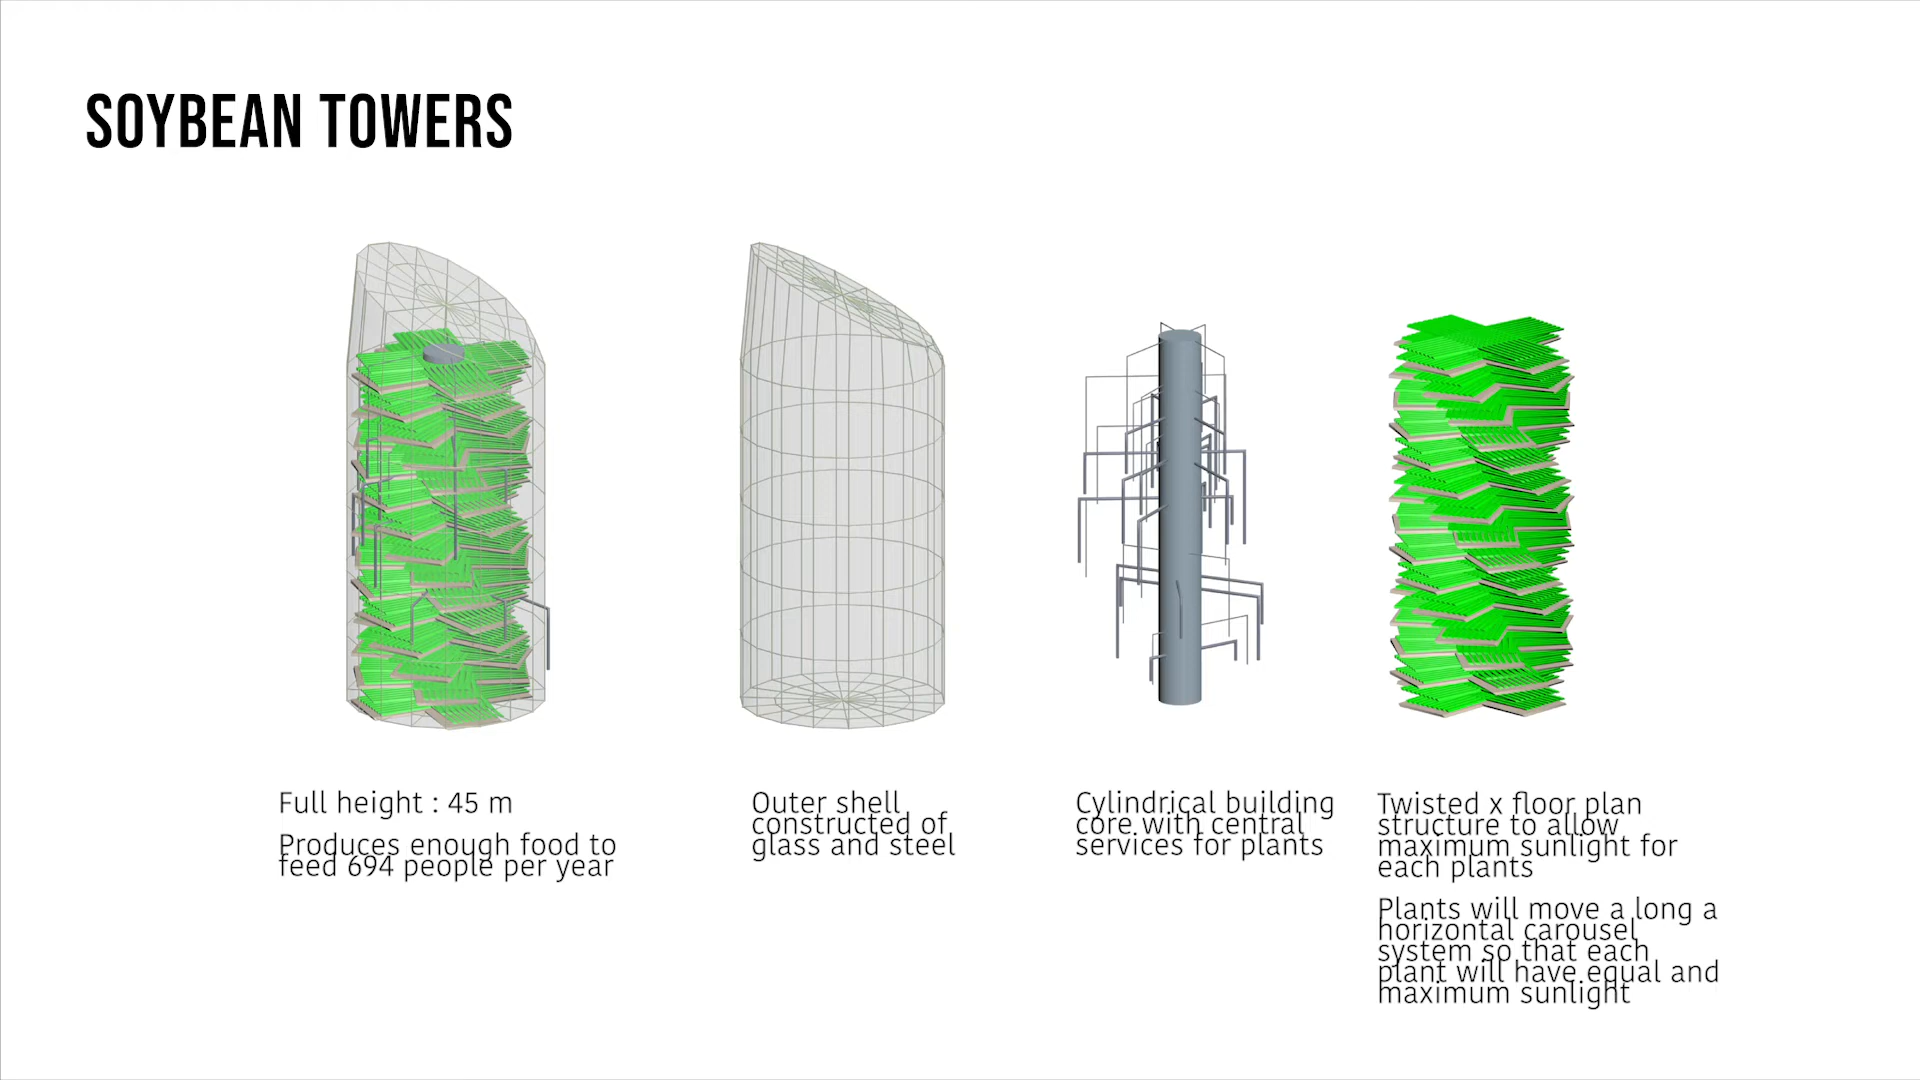 SOYBEAN TOWERS
Full height : 45 m
Produces enough food to
feed 694 people per year
Outer shell
constructed of
glass and steel
Cylindrical building
core with central
services for plants
Twisted x floor plan
structure to allow
maximum sunlight for
each plants
Plants will move a long a
horizontal carousel
system so that each
plant will have equal and
maximum sunlight